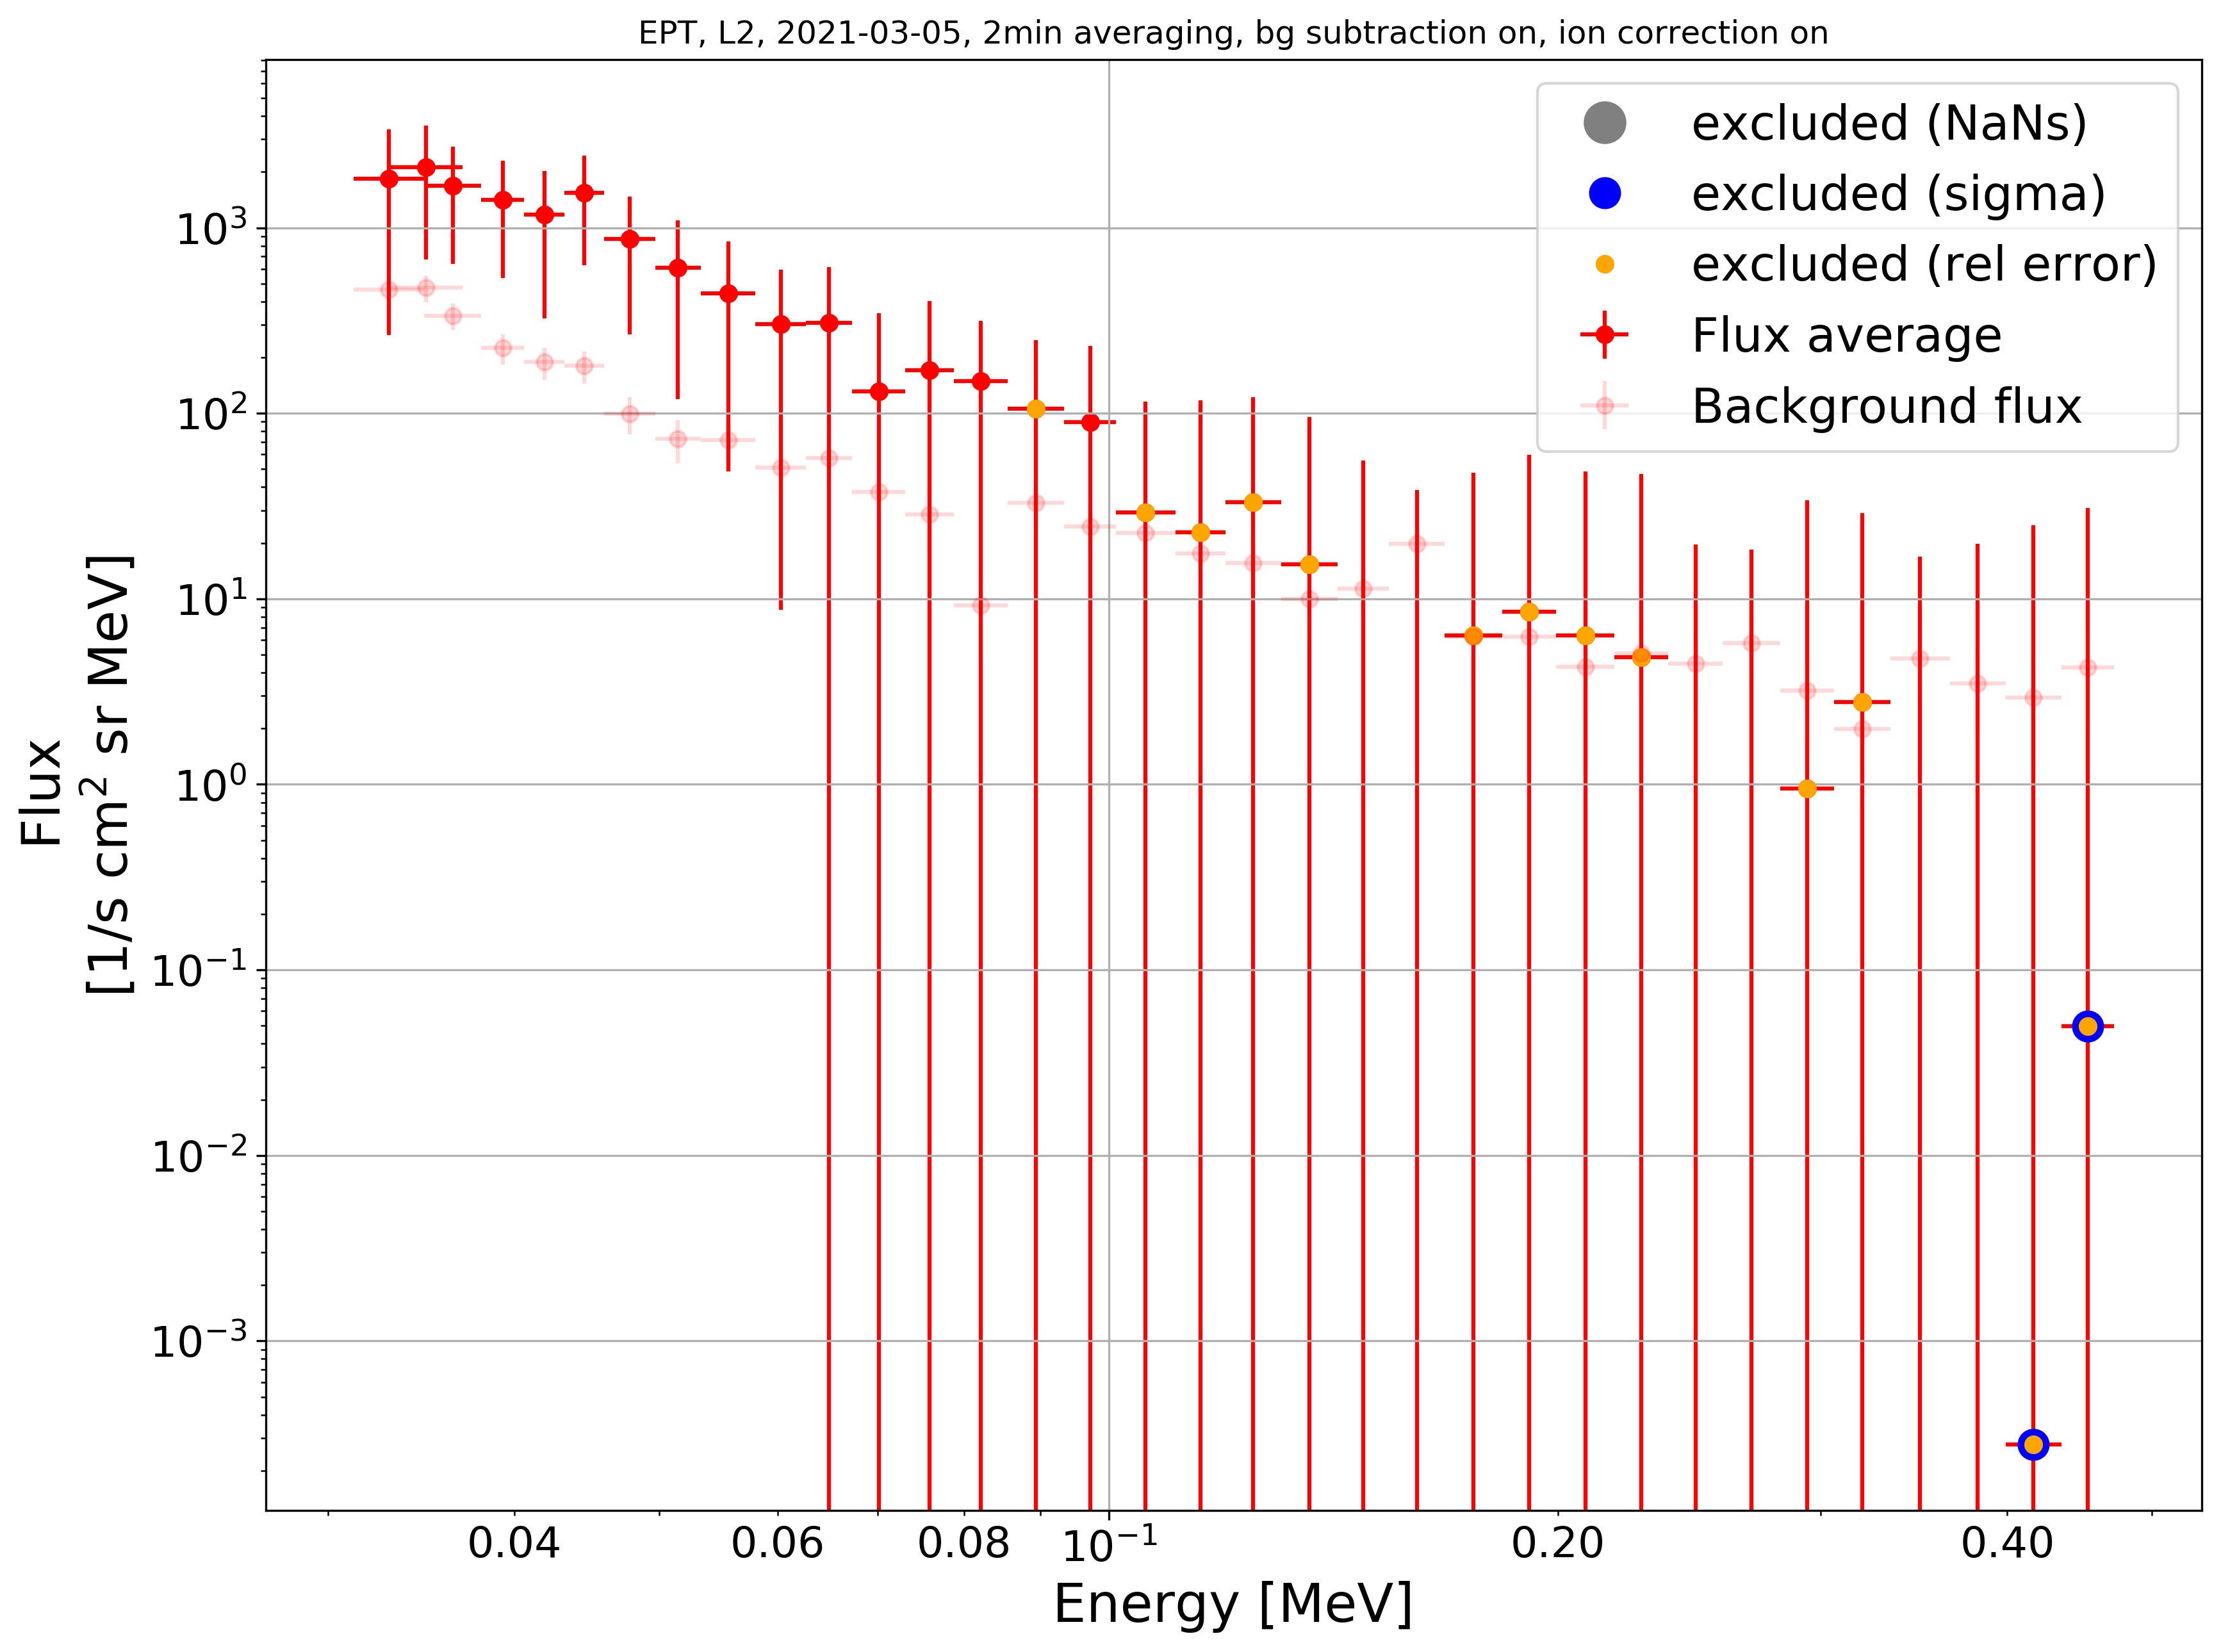 EPT, L2, 2021-03-05, 2min averaging, bg subtraction on, ion correction on
excluded (NaNs)
excluded (sigma)
excluded (rel error)
Flux average
Background flux
Flux
[1/s cm² sr MeV]
10³
10²
10¹
10⁰
10⁻¹
10⁻²
10⁻³
0.04 0.06 0.08 10⁻¹ 0.20 0.40
Energy [MeV]